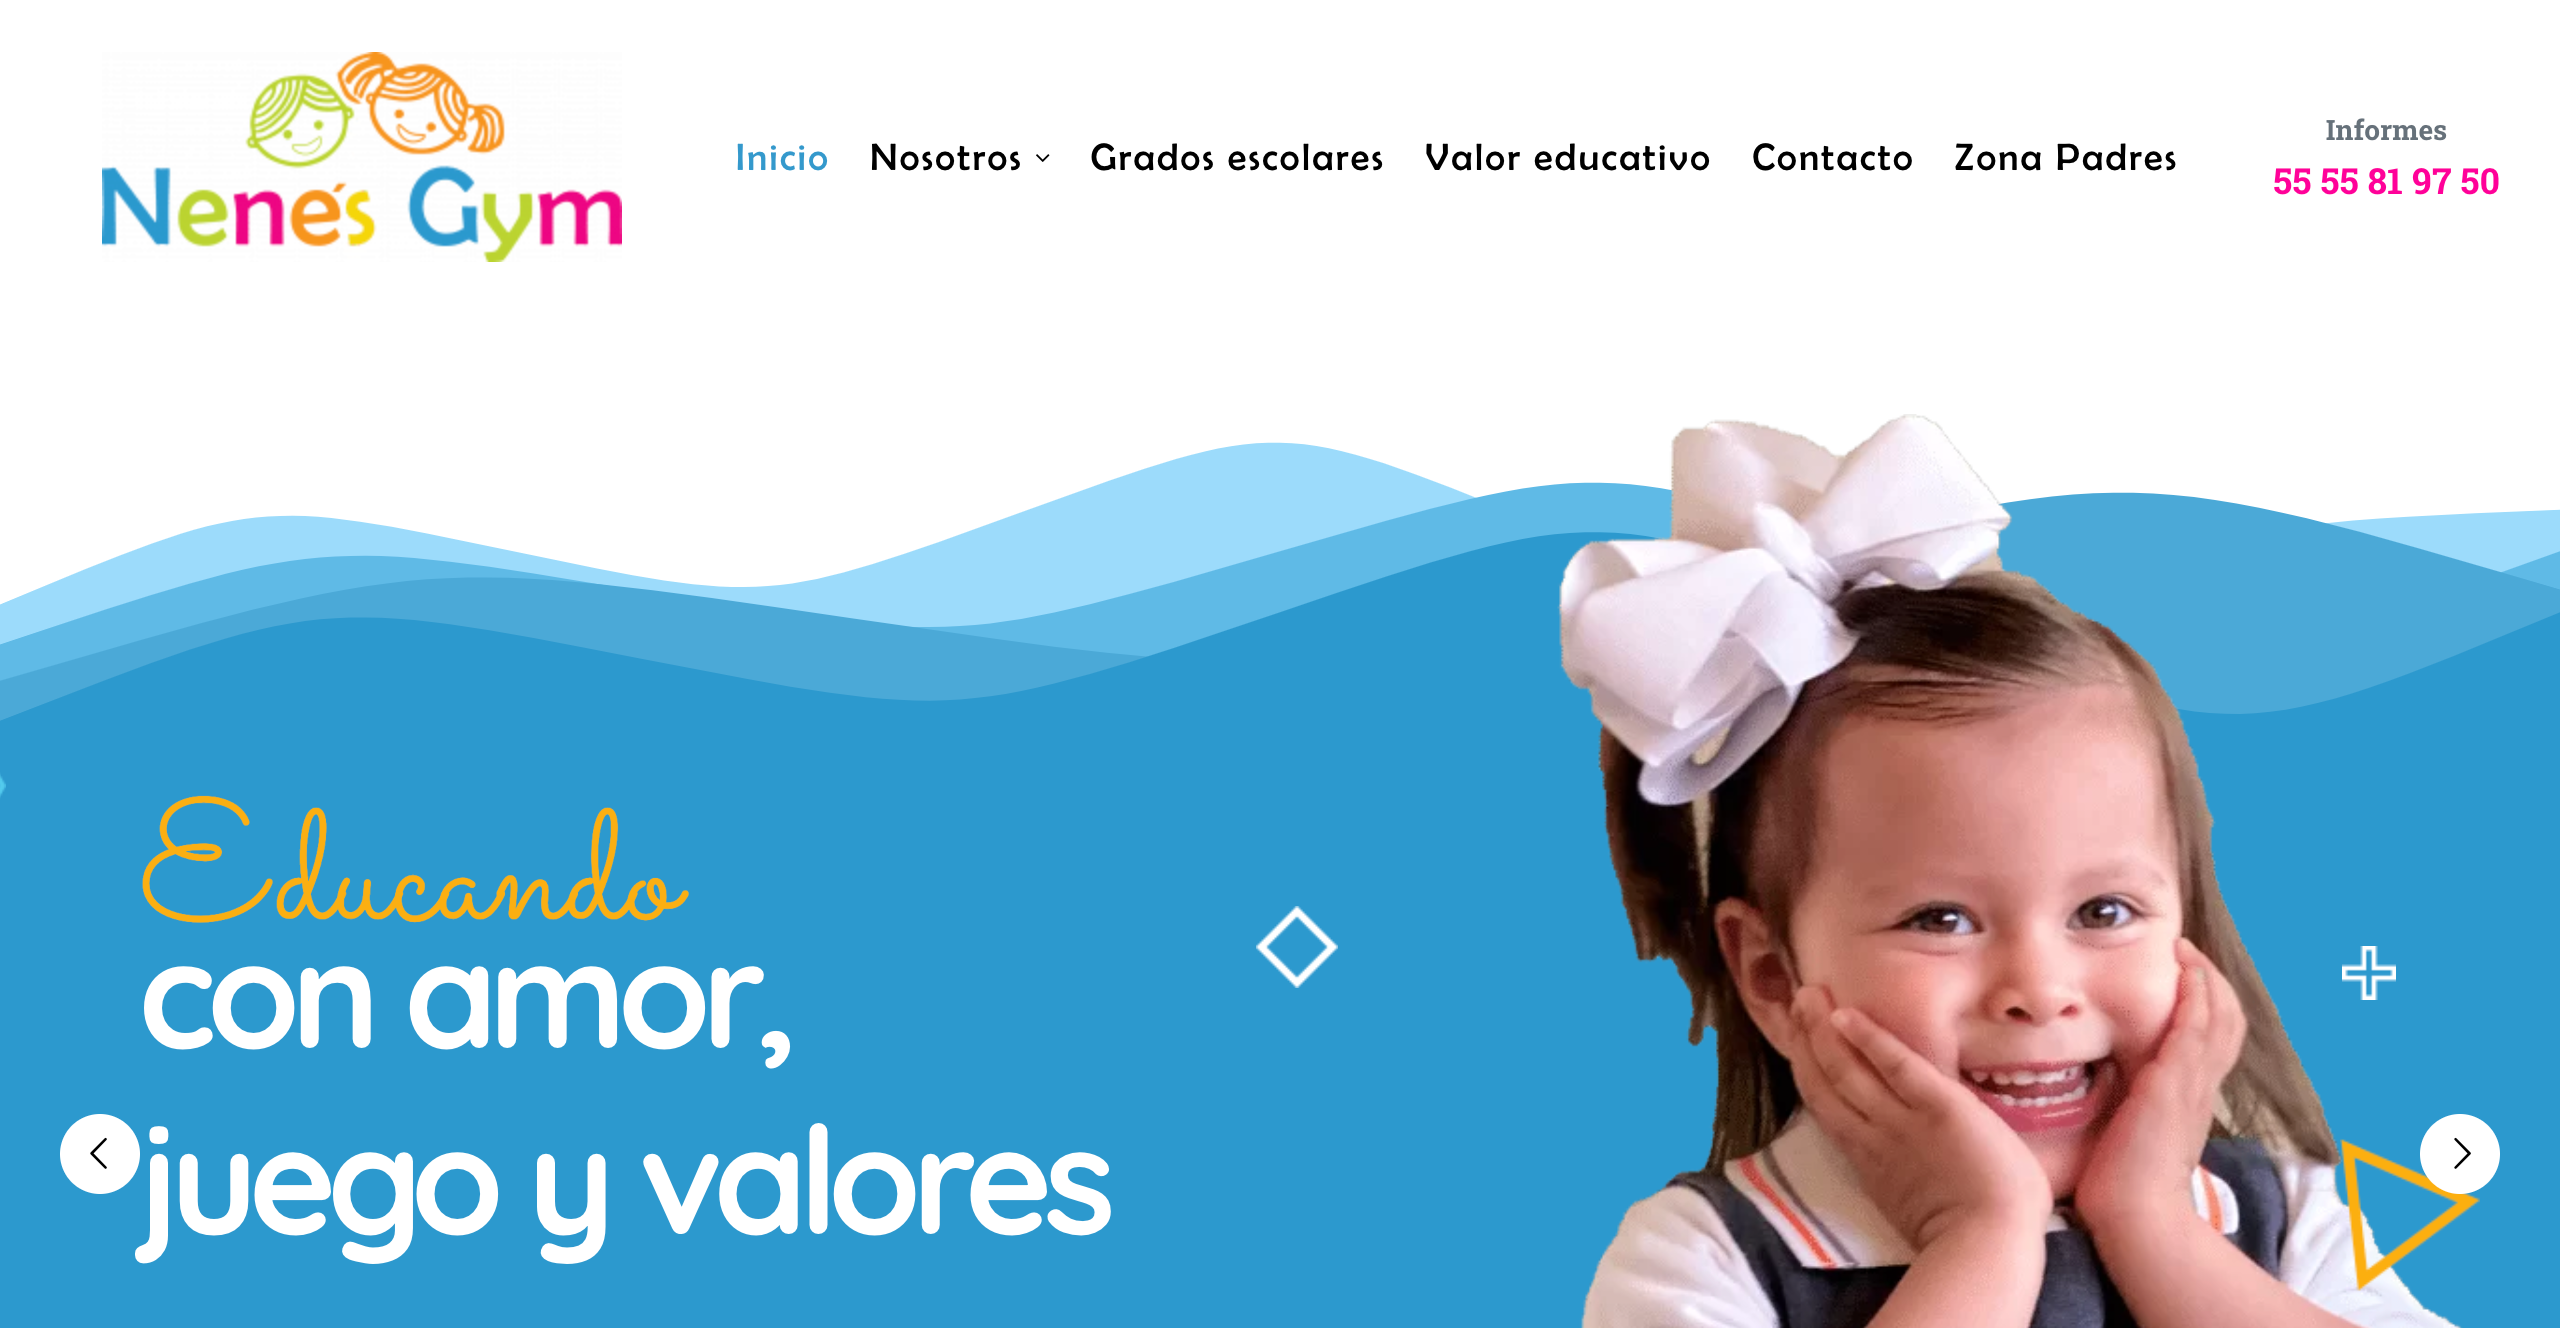 Nene´s Gym
Inicio Nosotros Grados escolares Valor educativo Contacto Zona Padres
Informes
55 55 81 97 50
Educando
con amor,
juego y valores